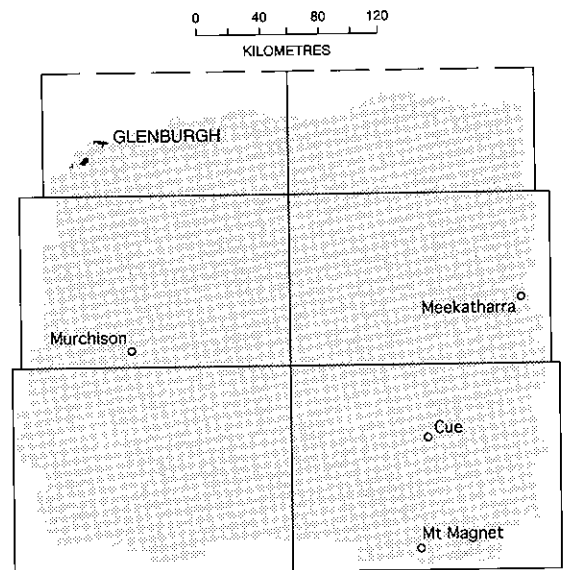 0 40 80 120
KILOMETRES
GLENBURGH
Meekatharra
Murchison
Cue
Mt Magnet